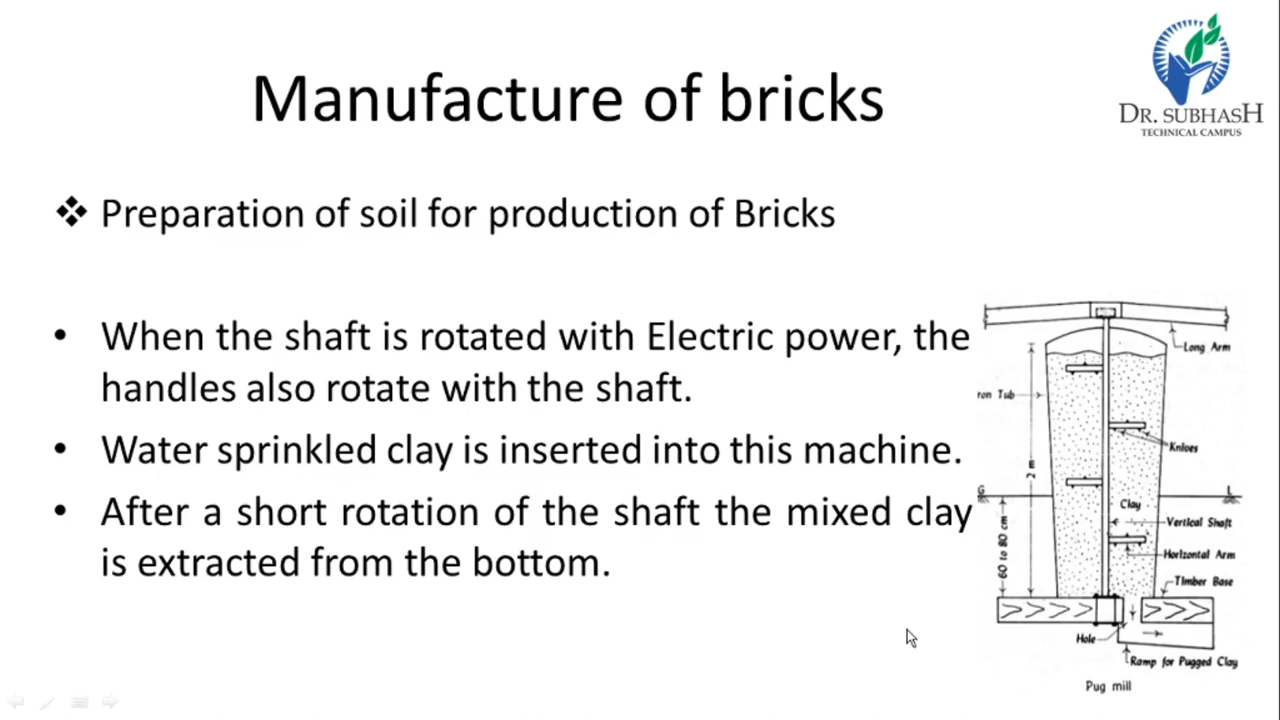 Manufacture of bricks
DR. SUBHASH
TECHNICAL CAMPUS
❖ Preparation of soil for production of Bricks
• When the shaft is rotated with Electric power, the
handles also rotate with the shaft.
• Water sprinkled clay is inserted into this machine.
• After a short rotation of the shaft the mixed clay
is extracted from the bottom.
Long Arm
ron Tub
Knives
2 m
G
L
Clay
Vertical Shaft
60 to 80 cm
Horizontal Arm
Timber Base
Hole
Ramp for Pugged Clay
Pug mill